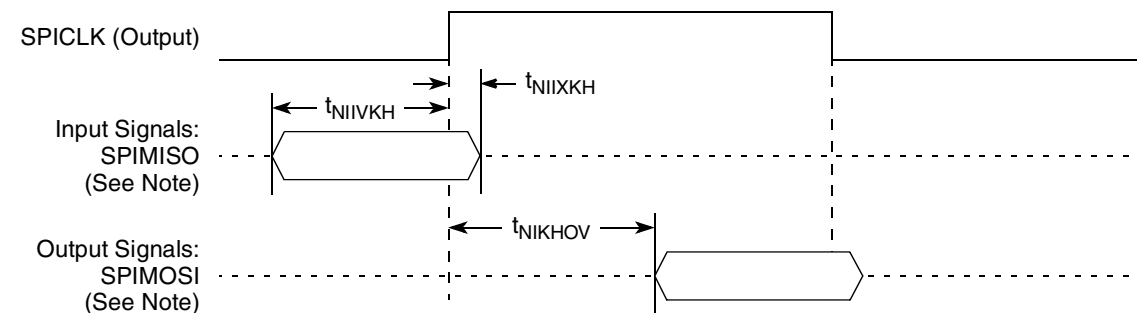 SPICLK (Output)
tNIIXKH
tNIIVKH
Input Signals:
SPIMISO
(See Note)
tNIKHOV
Output Signals:
SPIMOSI
(See Note)